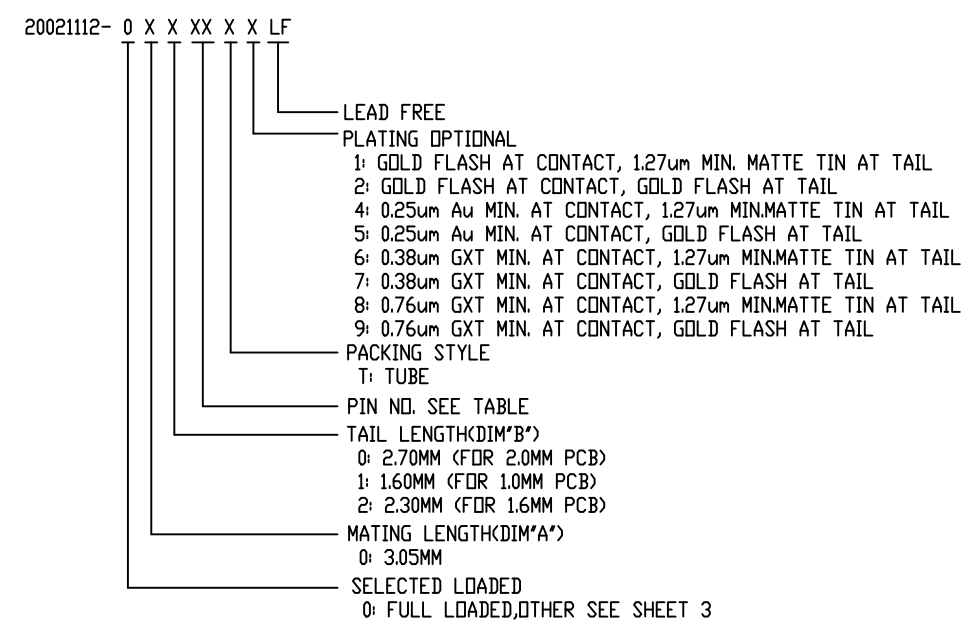 20021112- 0 X X XX X X LF
LEAD FREE
PLATING OPTIONAL
1: GOLD FLASH AT CONTACT, 1.27um MIN. MATTE TIN AT TAIL
2: GOLD FLASH AT CONTACT, GOLD FLASH AT TAIL
4: 0.25um Au MIN. AT CONTACT, 1.27um MIN.MATTE TIN AT TAIL
5: 0.25um Au MIN. AT CONTACT, GOLD FLASH AT TAIL
6: 0.38um GXT MIN. AT CONTACT, 1.27um MIN.MATTE TIN AT TAIL
7: 0.38um GXT MIN. AT CONTACT, GOLD FLASH AT TAIL
8: 0.76um GXT MIN. AT CONTACT, 1.27um MIN.MATTE TIN AT TAIL
9: 0.76um GXT MIN. AT CONTACT, GOLD FLASH AT TAIL
PACKING STYLE
T: TUBE
PIN NO. SEE TABLE
TAIL LENGTH(DIM"B")
0: 2.70MM (FOR 2.0MM PCB)
1: 1.60MM (FOR 1.0MM PCB)
2: 2.30MM (FOR 1.6MM PCB)
MATING LENGTH(DIM"A")
0: 3.05MM
SELECTED LOADED
0: FULL LOADED,OTHER SEE SHEET 3